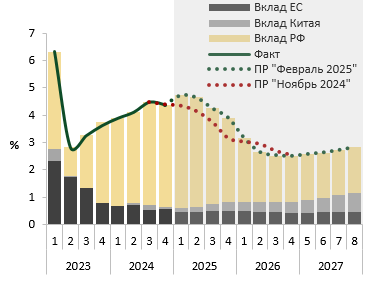 Вклад ЕС
Вклад Китая
Вклад РФ
Факт
ПР "Февраль 2025"
ПР "Ноябрь 2024"
%
7
6
5
4
3
2
1
0
1 2 3 4 1 2 3 4 1 2 3 4 1 2 3 4 5 6 7 8
2023 2024 2025 2026 2027